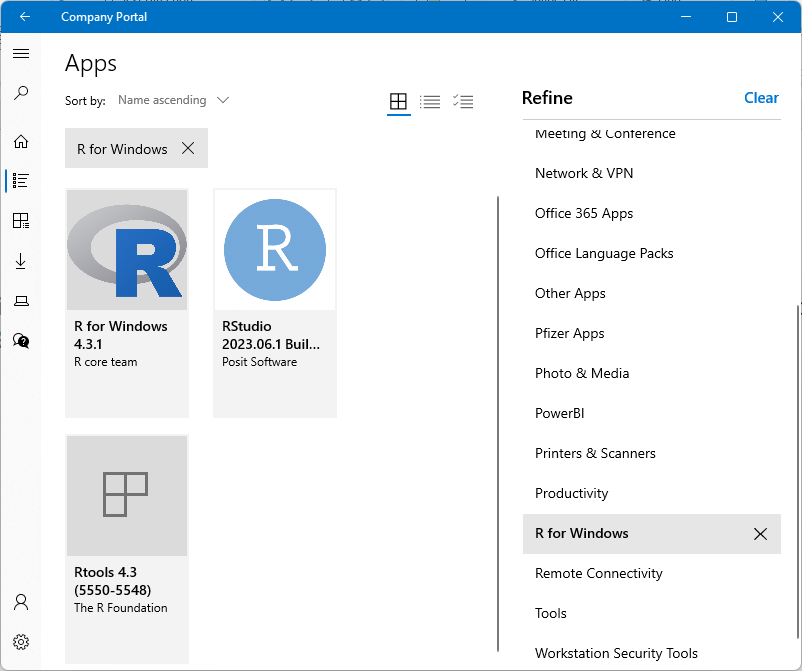 Company Portal
Apps
Sort by: Name ascending
R for Windows
R
R for Windows
4.3.1
R core team
R
RStudio
2023.06.1 Buil...
Posit Software
Rtools 4.3
(5550-5548)
The R Foundation
Refine
Clear
Meeting & Conference
Network & VPN
Office 365 Apps
Office Language Packs
Other Apps
Pfizer Apps
Photo & Media
PowerBI
Printers & Scanners
Productivity
R for Windows
Remote Connectivity
Tools
Workstation Security Tools